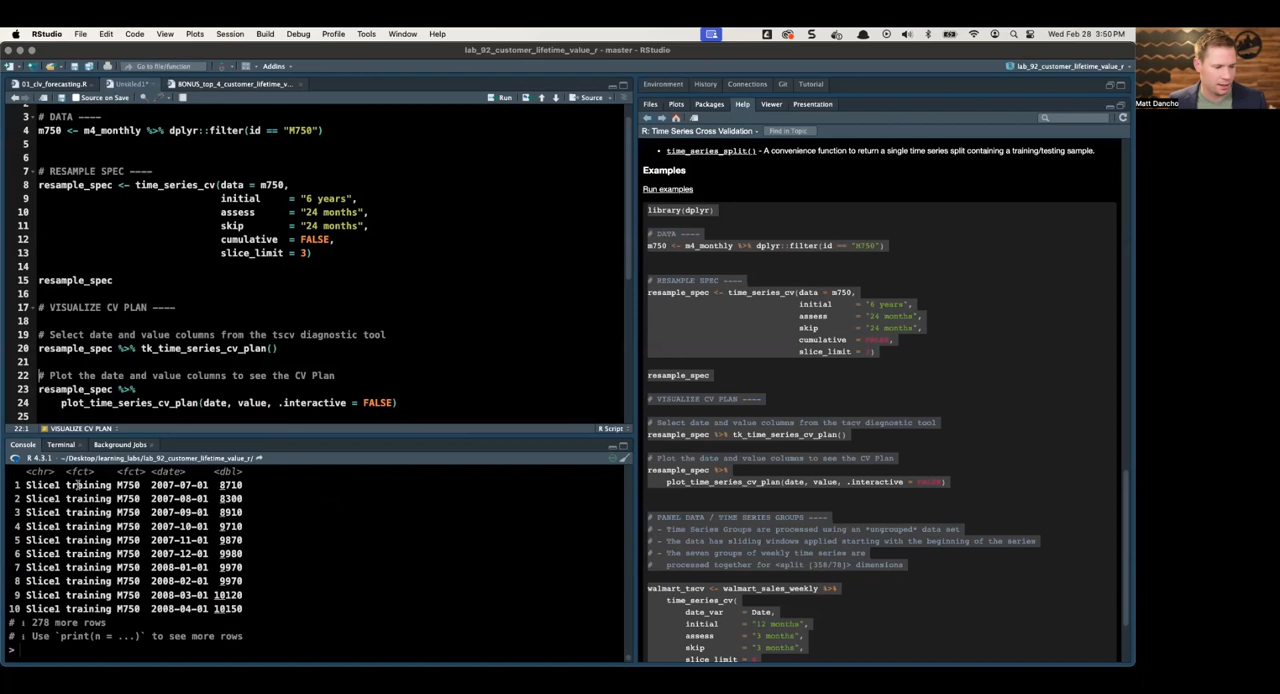 RStudio File Edit Code View Plots Session Build Debug Profile Tools Window Help Wed Feb 28 3:50 PM
lab_92_customer_lifetime_value_r - master - RStudio
Go to file/function Addins lab_92_customer_lifetime_value_r
01_clv_forecasting.R Untitled1* BONUS_top_4_customer_lifetime_v...
Source on Save Run Source
3 # DATA ----
4 m750 <- m4_monthly %>% dplyr::filter(id == "M750")
5
6
7 # RESAMPLE SPEC ----
8 resample_spec <- time_series_cv(data = m750,
9 initial = "6 years",
10 assess = "24 months",
11 skip = "24 months",
12 cumulative = FALSE,
13 slice_limit = 3)
14
15 resample_spec
16
17 # VISUALIZE CV PLAN ----
18
19 # Select date and value columns from the tscv diagnostic tool
20 resample_spec %>% tk_time_series_cv_plan()
21
22 # Plot the date and value columns to see the CV Plan
23 resample_spec %>%
24 plot_time_series_cv_plan(date, value, .interactive = FALSE)
25
22:1 VISUALIZE CV PLAN R Script
Console Terminal Background Jobs
R 4.3.1 · ~/Desktop/learning_labs/lab_92_customer_lifetime_value_r/
<chr> <fct> <fct> <date> <dbl>
1 Slice1 training M750 2007-07-01 8710
2 Slice1 training M750 2007-08-01 8300
3 Slice1 training M750 2007-09-01 8910
4 Slice1 training M750 2007-10-01 9710
5 Slice1 training M750 2007-11-01 9870
6 Slice1 training M750 2007-12-01 9980
7 Slice1 training M750 2008-01-01 9970
8 Slice1 training M750 2008-02-01 9970
9 Slice1 training M750 2008-03-01 10120
10 Slice1 training M750 2008-04-01 10150
# ℹ 278 more rows
# ℹ Use `print(n = ...)` to see more rows
>
Environment History Connections Git Tutorial
Files Plots Packages Help Viewer Presentation
R: Time Series Cross Validation Find in Topic
• time_series_split() - A convenience function to return a single time series split containing a training/testing sample.
Examples
Run examples
library(dplyr)
# DATA ----
m750 <- m4_monthly %>% dplyr::filter(id == "M750")
# RESAMPLE SPEC ----
resample_spec <- time_series_cv(data = m750,
initial = "6 years",
assess = "24 months",
skip = "24 months",
cumulative = FALSE,
slice_limit = 3)
resample_spec
# VISUALIZE CV PLAN ----
# Select date and value columns from the tscv diagnostic tool
resample_spec %>% tk_time_series_cv_plan()
# Plot the date and value columns to see the CV Plan
resample_spec %>%
plot_time_series_cv_plan(date, value, .interactive = FALSE)
# PANEL DATA / TIME SERIES GROUPS ----
# - Time Series Groups are processed using an *ungrouped* data set
# - The data has sliding windows applied starting with the beginning of the series
# - The seven groups of weekly time series are
# processed together for <split [358/78]> dimensions
walmart_tscv <- walmart_sales_weekly %>%
time_series_cv(
date_var = Date,
initial = "12 months",
assess = "3 months",
skip = "3 months",
slice_limit =
Matt Dancho